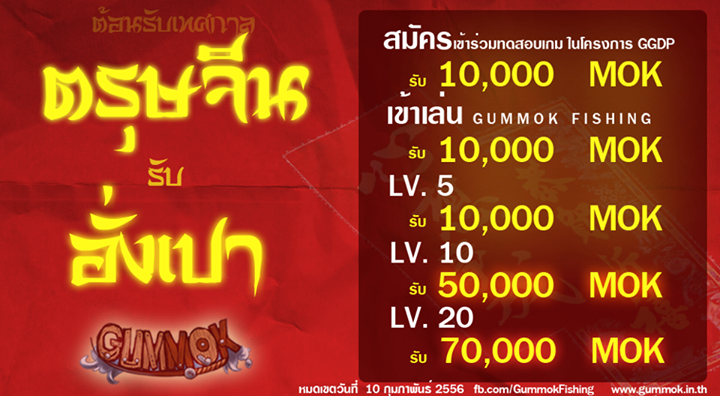 ต้อนรับเทศกาล
ตรุษจีน
รับ
อั่งเปา
GUMMOK
สมัครเข้าร่วมทดสอบเกม ในโครงการ GGDP
รับ 10,000 MOK
เข้าเล่น GUMMOK FISHING
รับ 10,000 MOK
LV. 5
รับ 10,000 MOK
LV. 10
รับ 50,000 MOK
LV. 20
รับ 70,000 MOK
หมดเขตวันที่ 10 กุมภาพันธ์ 2556 fb.com/GummokFishing www.gummok.in.th